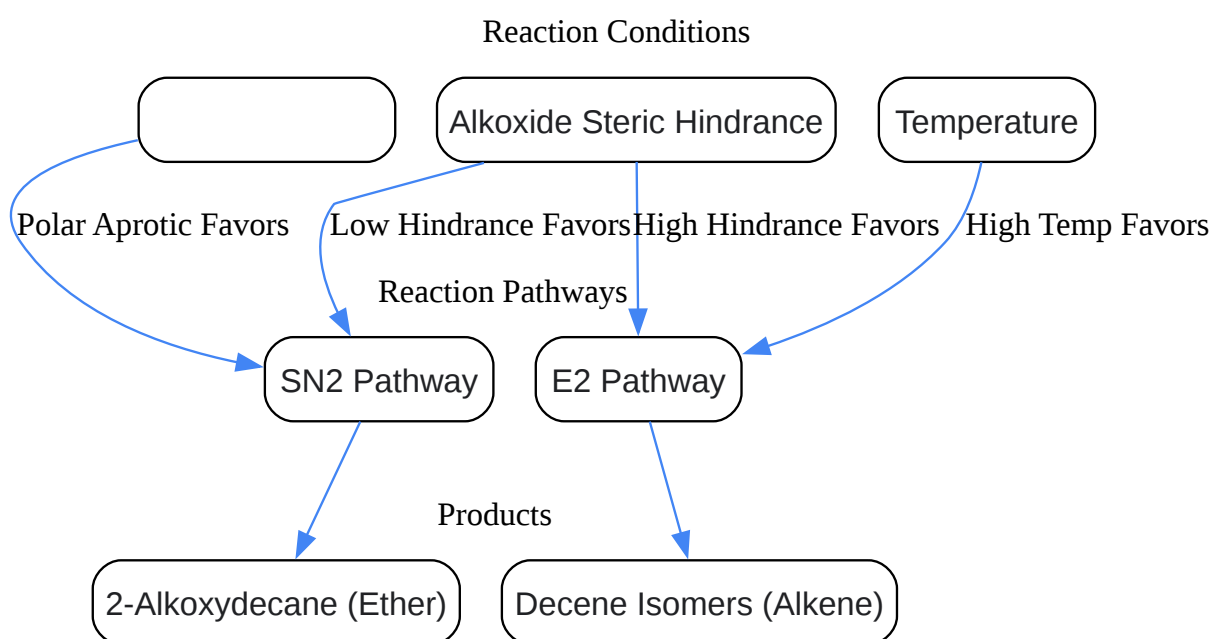 Reaction Conditions
Alkoxide Steric Hindrance
Temperature
Polar Aprotic Favors
Low Hindrance Favors
High Hindrance Favors
High Temp Favors
Reaction Pathways
SN2 Pathway
E2 Pathway
Products
2-Alkoxydecane (Ether)
Decene Isomers (Alkene)